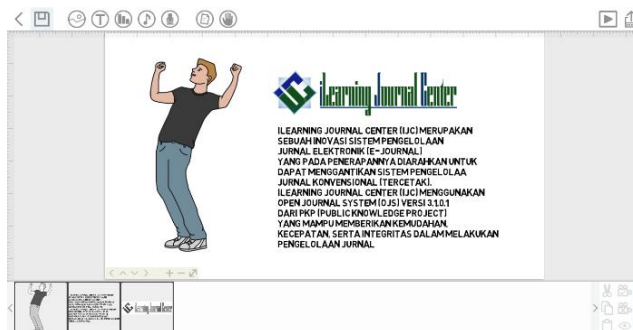 iLearning Journal Center
ILEARNING JOURNAL CENTER (IJC) MERUPAKAN
SEBUAH INOVASI SISTEM PENGELOLAAN
JURNAL ELEKTRONIK (E-JOURNAL)
YANG PADA PENERAPANNYA DIARAHKAN UNTUK
DAPAT MENGGANTIKAN SISTEM PENGELOLAA
JURNAL KONVENSIONAL (TERCETAK).
ILEARNING JOURNAL CENTER (IJC) MENGGUNAKAN
OPEN JOURNAL SYSTEM (OJS) VERSI 3.1.0.1
DARI PKP (PUBLIC KNOWLEDGE PROJECT)
YANG MAMPU MEMBERIKAN KEMUDAHAN,
KECEPATAN, SERTA INTEGRITAS DALAM MELAKUKAN
PENGELOLAAN JURNAL